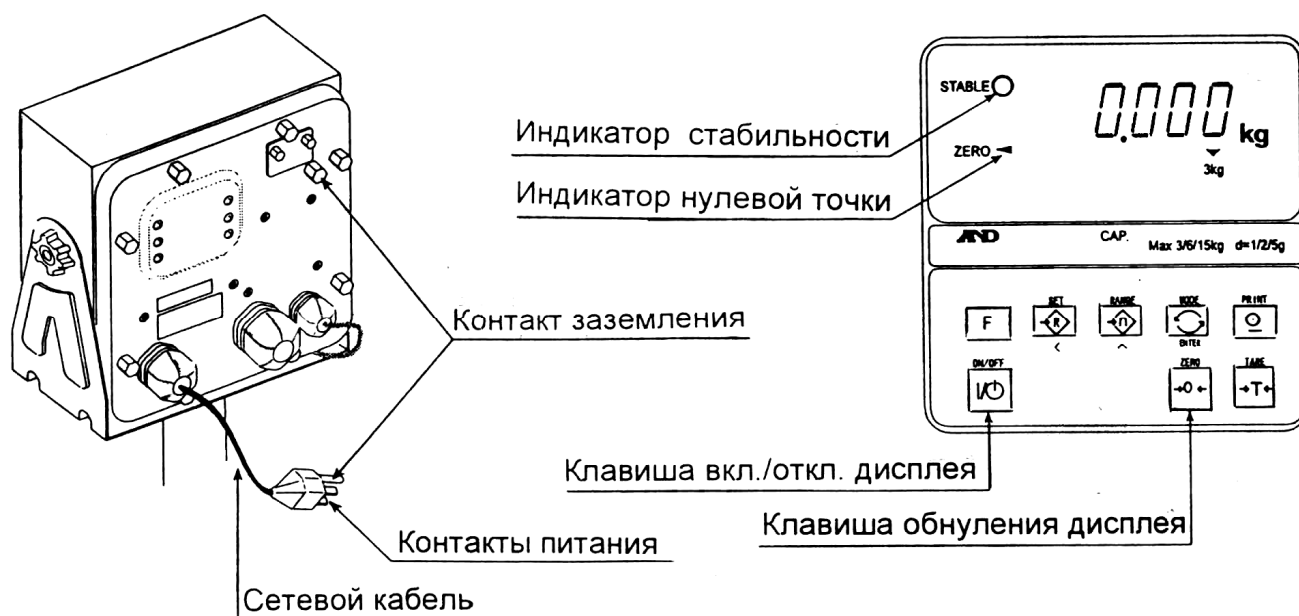 STABLE
0.000 kg
Индикатор стабильности
ZERO
3kg
Индикатор нулевой точки
AND CAP. Max 3/6/15kg d=1/2/5g
SET RANGE MODE PRINT
F R n
ENTER
Контакт заземления
ON/OFF ZERO TARE
I/ →0← →T←
Клавиша вкл./откл. дисплея
Клавиша обнуления дисплея
Контакты питания
Сетевой кабель